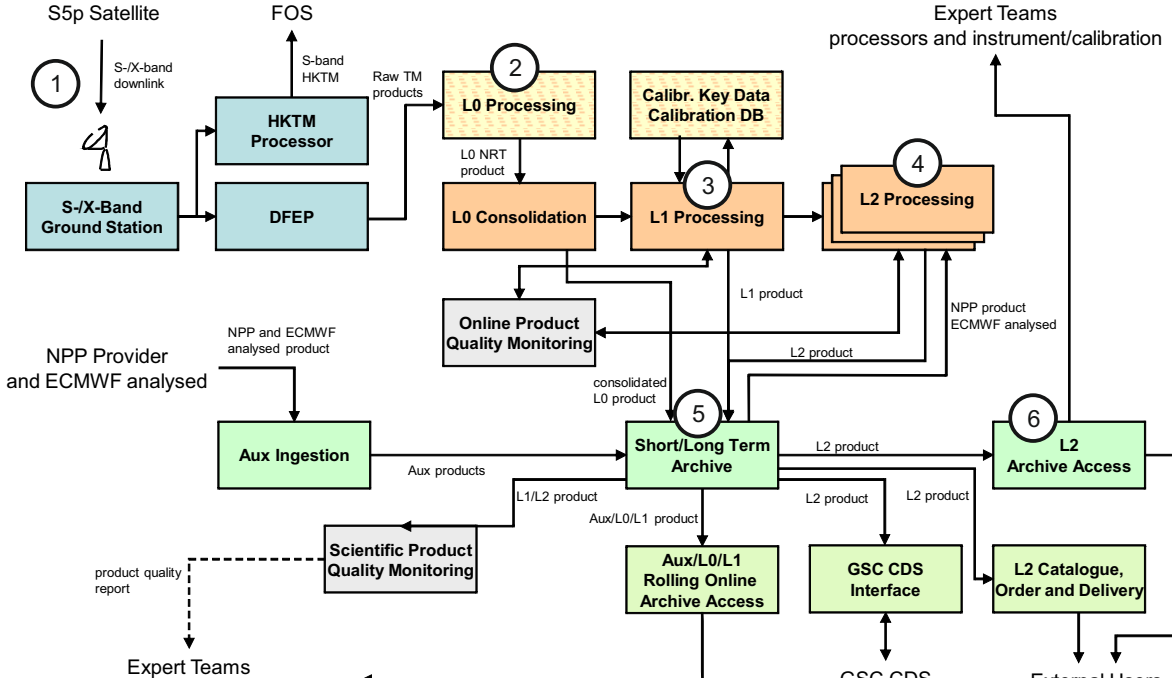 S5p Satellite
FOS
Expert Teams
processors and instrument/calibration
1
S-/X-band
downlink
S-band
HKTM
Raw TM
products
2
L0 Processing
Calibr. Key Data
Calibration DB
HKTM
Processor
L0 NRT
product
3
4
S-/X-Band
Ground Station
DFEP
L0 Consolidation
L1 Processing
L2 Processing
L1 product
NPP product
ECMWF analysed
Online Product
Quality Monitoring
NPP and ECMWF
analysed product
NPP Provider
and ECMWF analysed
L2 product
consolidated
L0 product
5
6
Aux Ingestion
Aux products
Short/Long Term
Archive
L2 product
L2
Archive Access
L1/L2 product
Aux/L0/L1 product
L2 product
L2 product
Scientific Product
Quality Monitoring
product quality
report
Aux/L0/L1
Rolling Online
Archive Access
GSC CDS
Interface
L2 Catalogue,
Order and Delivery
Expert Teams
GSC CDS
External Users